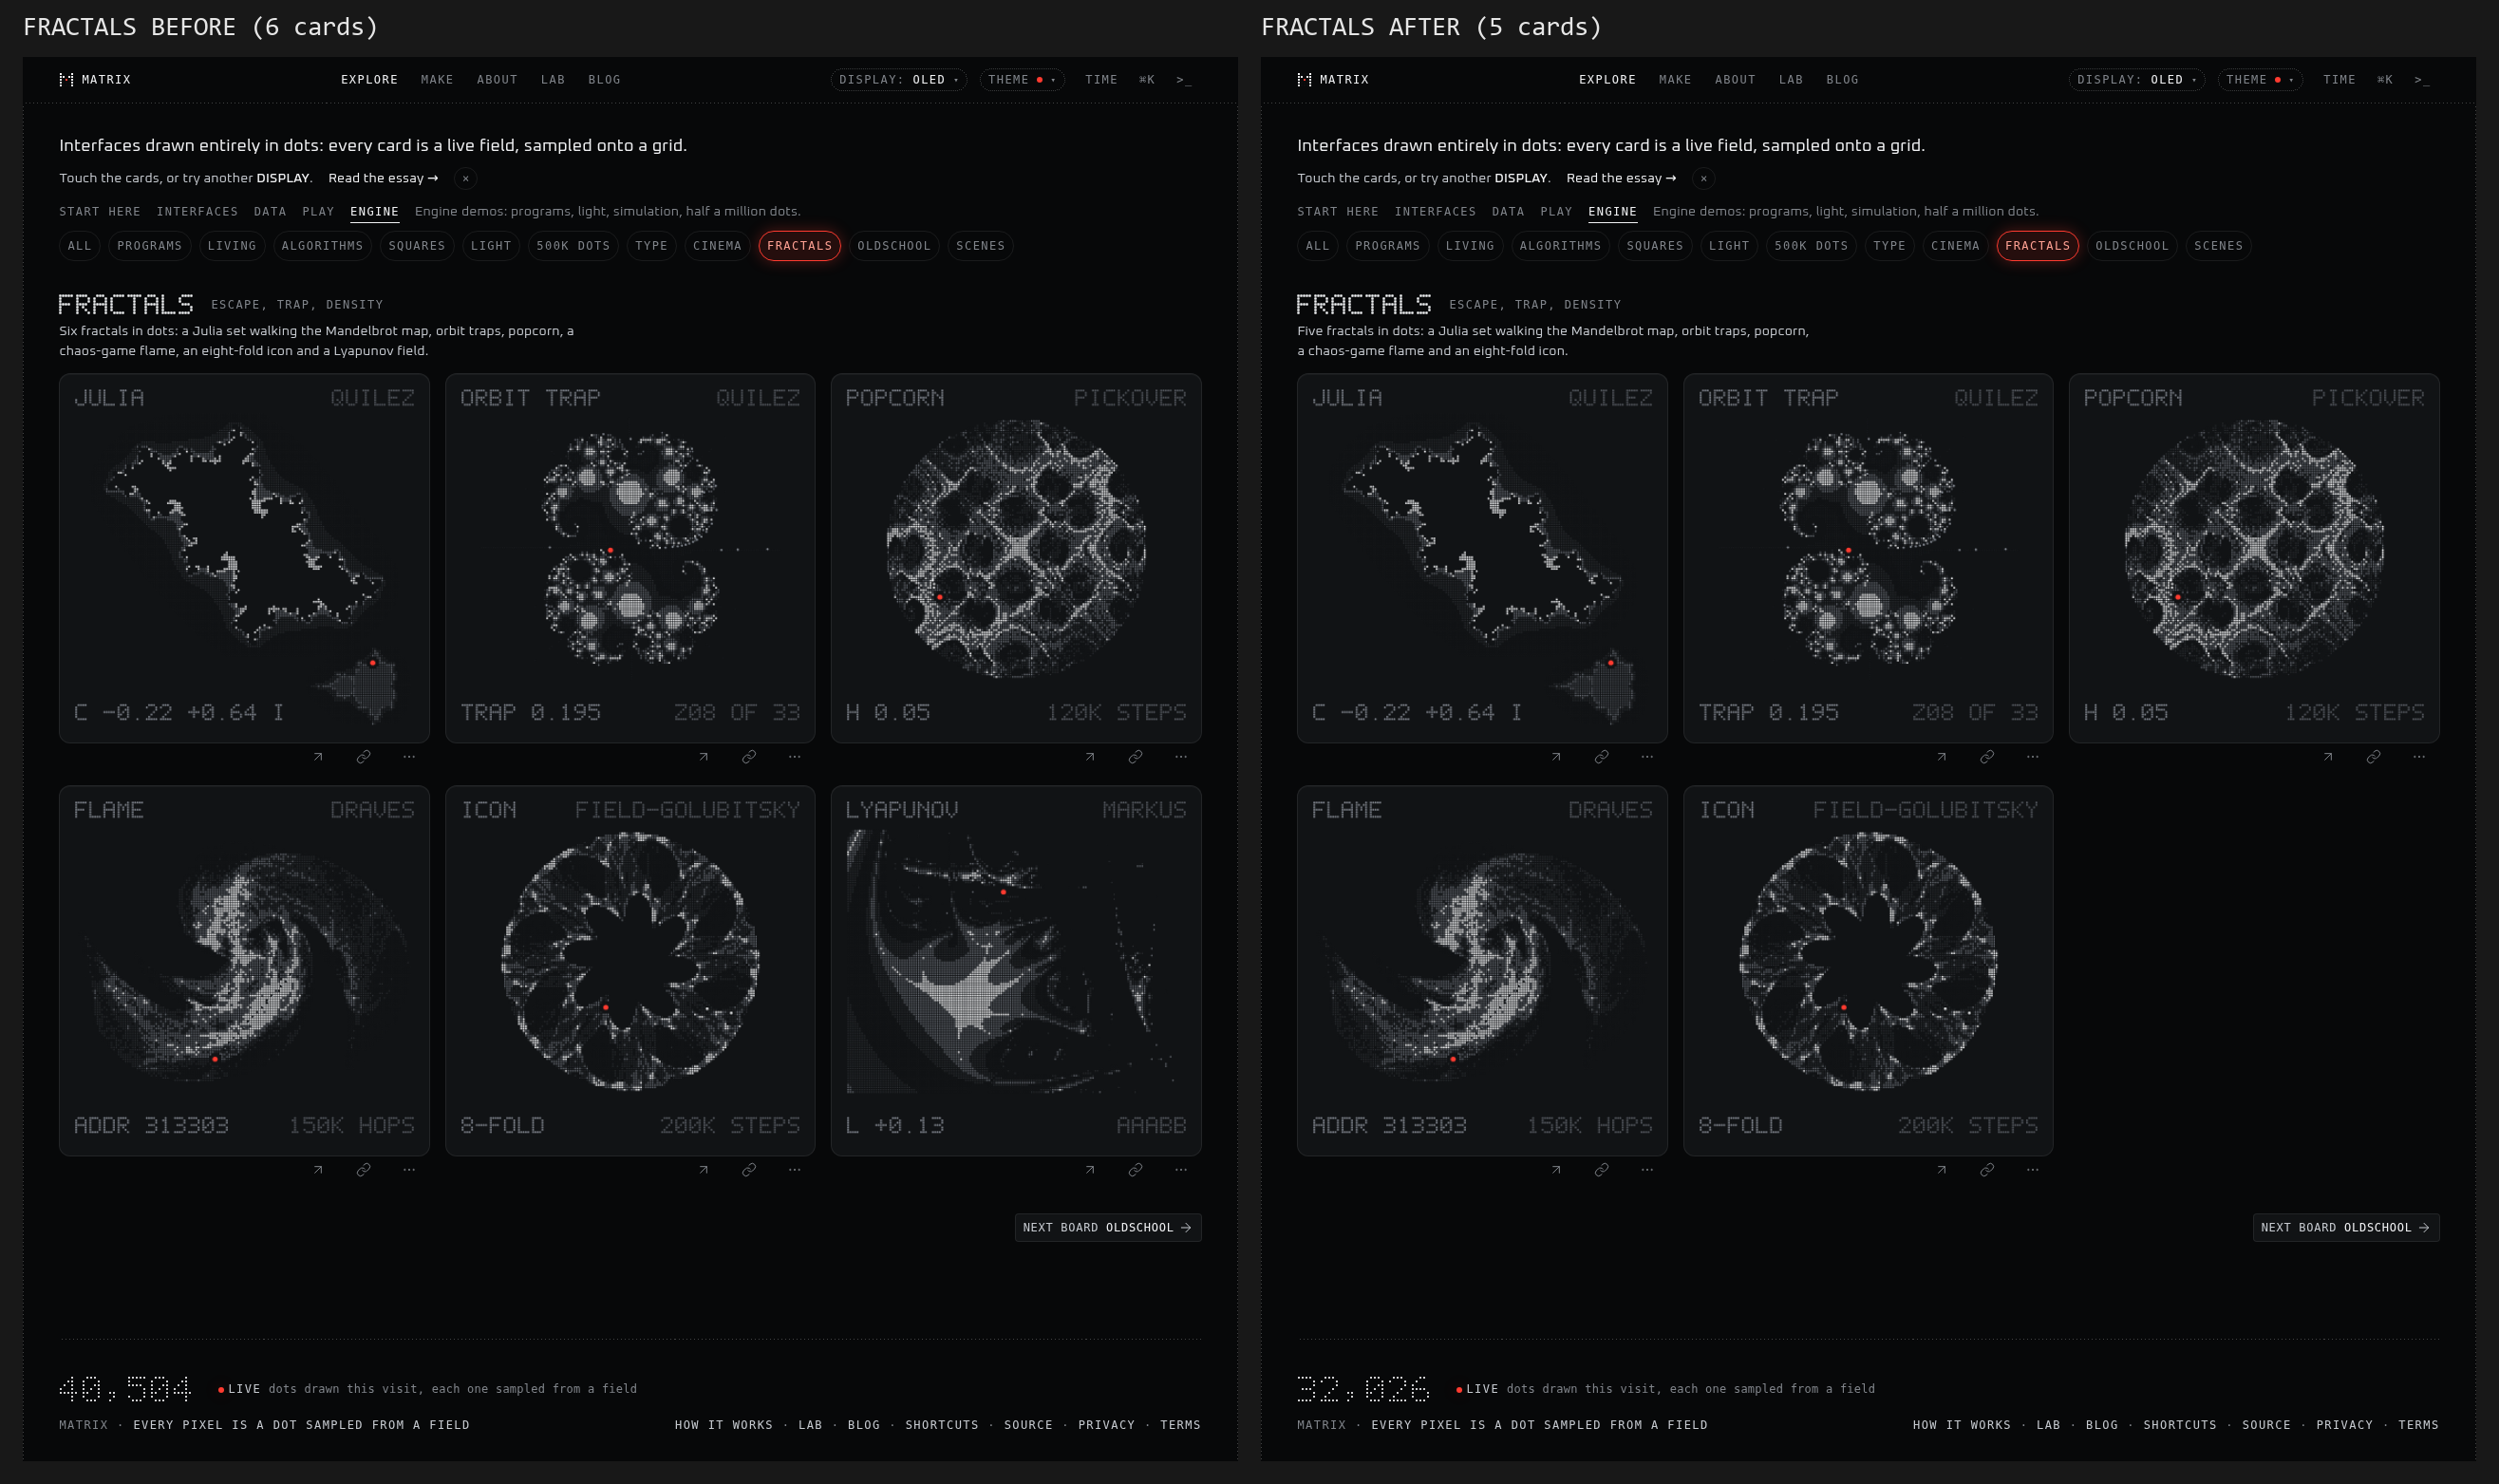 FRACTALS BEFORE (6 cards)
MATRIX EXPLORE MAKE ABOUT LAB BLOG DISPLAY: OLED ▾ THEME ● ▾ TIME ⌘K >_
Interfaces drawn entirely in dots: every card is a live field, sampled onto a grid.
Touch the cards, or try another DISPLAY. Read the essay → ×
START HERE INTERFACES DATA PLAY ENGINE Engine demos: programs, light, simulation, half a million dots.
ALL PROGRAMS LIVING ALGORITHMS SQUARES LIGHT 500K DOTS TYPE CINEMA FRACTALS OLDSCHOOL SCENES
FRACTALS ESCAPE, TRAP, DENSITY
Six fractals in dots: a Julia set walking the Mandelbrot map, orbit traps, popcorn, a
chaos-game flame, an eight-fold icon and a Lyapunov field.
JULIA QUILEZ
C -0.22 +0.64 I
ORBIT TRAP QUILEZ
TRAP 0.195 Z08 OF 33
POPCORN PICKOVER
H 0.05 120K STEPS
FLAME DRAVES
ADDR 313303 150K HOPS
ICON FIELD-GOLUBITSKY
8-FOLD 200K STEPS
LYAPUNOV MARKUS
L +0.13 AAABB
NEXT BOARD OLDSCHOOL →
40,504 ● LIVE dots drawn this visit, each one sampled from a field
MATRIX · EVERY PIXEL IS A DOT SAMPLED FROM A FIELD HOW IT WORKS · LAB · BLOG · SHORTCUTS · SOURCE · PRIVACY · TERMS
FRACTALS AFTER (5 cards)
MATRIX EXPLORE MAKE ABOUT LAB BLOG DISPLAY: OLED ▾ THEME ● ▾ TIME ⌘K >_
Interfaces drawn entirely in dots: every card is a live field, sampled onto a grid.
Touch the cards, or try another DISPLAY. Read the essay → ×
START HERE INTERFACES DATA PLAY ENGINE Engine demos: programs, light, simulation, half a million dots.
ALL PROGRAMS LIVING ALGORITHMS SQUARES LIGHT 500K DOTS TYPE CINEMA FRACTALS OLDSCHOOL SCENES
FRACTALS ESCAPE, TRAP, DENSITY
Five fractals in dots: a Julia set walking the Mandelbrot map, orbit traps, popcorn,
a chaos-game flame and an eight-fold icon.
JULIA QUILEZ
C -0.22 +0.64 I
ORBIT TRAP QUILEZ
TRAP 0.195 Z08 OF 33
POPCORN PICKOVER
H 0.05 120K STEPS
FLAME DRAVES
ADDR 313303 150K HOPS
ICON FIELD-GOLUBITSKY
8-FOLD 200K STEPS
NEXT BOARD OLDSCHOOL →
32,026 ● LIVE dots drawn this visit, each one sampled from a field
MATRIX · EVERY PIXEL IS A DOT SAMPLED FROM A FIELD HOW IT WORKS · LAB · BLOG · SHORTCUTS · SOURCE · PRIVACY · TERMS